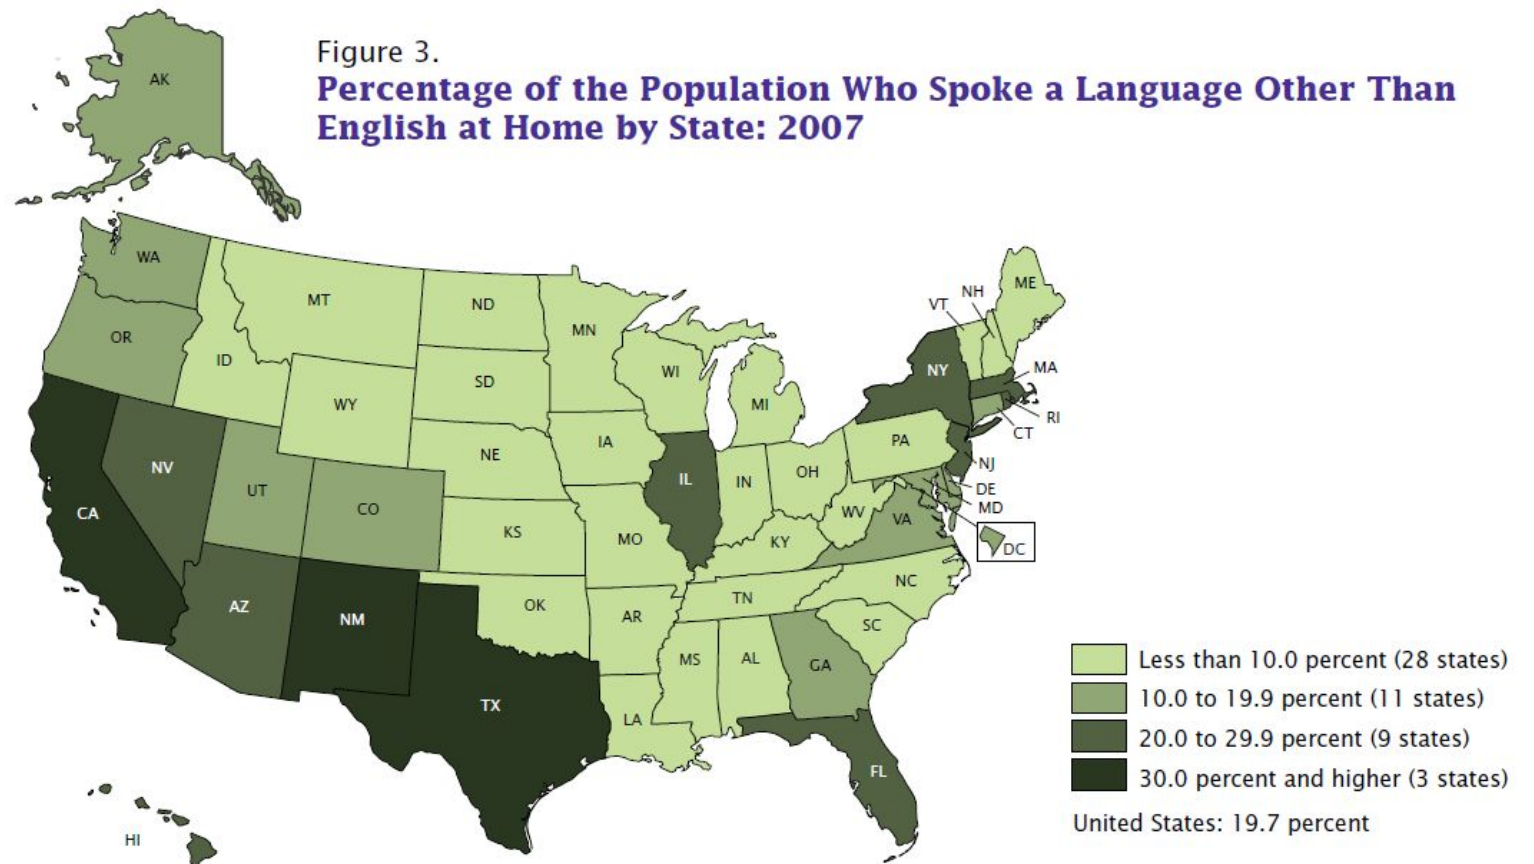 Figure 3.
Percentage of the Population Who Spoke a Language Other Than
English at Home by State: 2007
AK
WA
MT
ND
MN
ME
NH
VT
OR
ID
SD
WI
NY
MA
WY
MI
RI
CT
IA
PA
NE
NV
OH
NJ
IL
IN
DE
UT
CO
MD
CA
WV
VA
KS
MO
KY
DC
NC
AZ
OK
TN
NM
AR
SC
MS
AL
GA
TX
LA
FL
HI
Less than 10.0 percent (28 states)
10.0 to 19.9 percent (11 states)
20.0 to 29.9 percent (9 states)
30.0 percent and higher (3 states)
United States: 19.7 percent